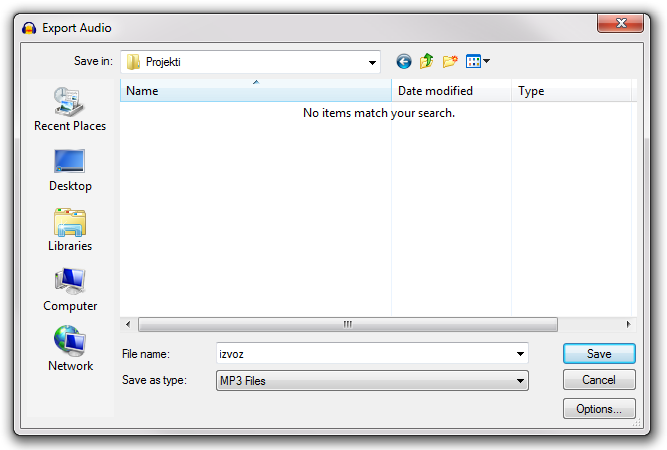 Export Audio
Save in: Projekti
Name Date modified Type
No items match your search.
Recent Places
Desktop
Libraries
Computer
Network
File name: izvoz Save
Save as type: MP3 Files Cancel
Options...